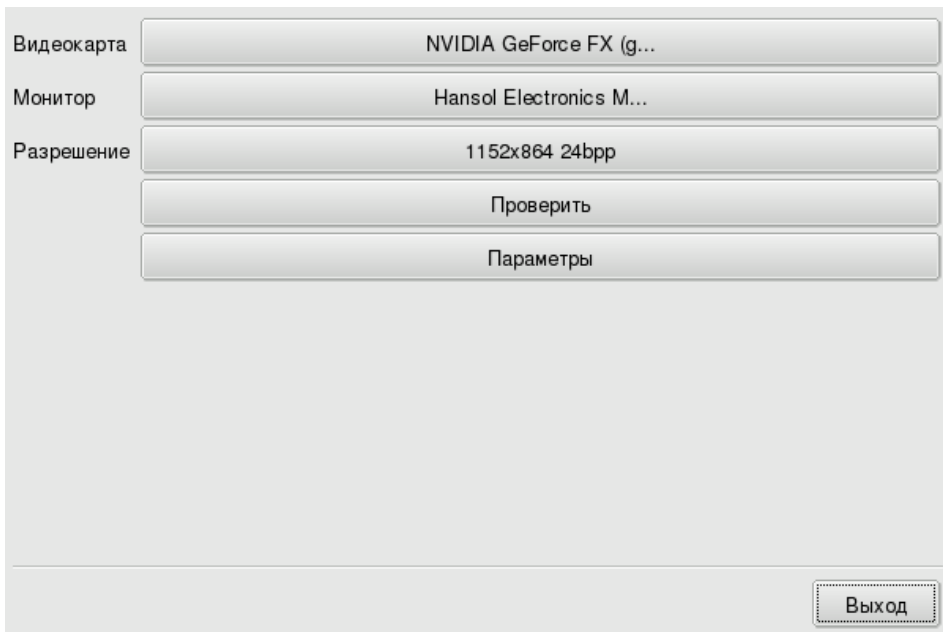 Видеокарта NVIDIA GeForce FX (g...
Монитор Hansol Electronics M...
Разрешение 1152x864 24bpp
Проверить
Параметры
Выход